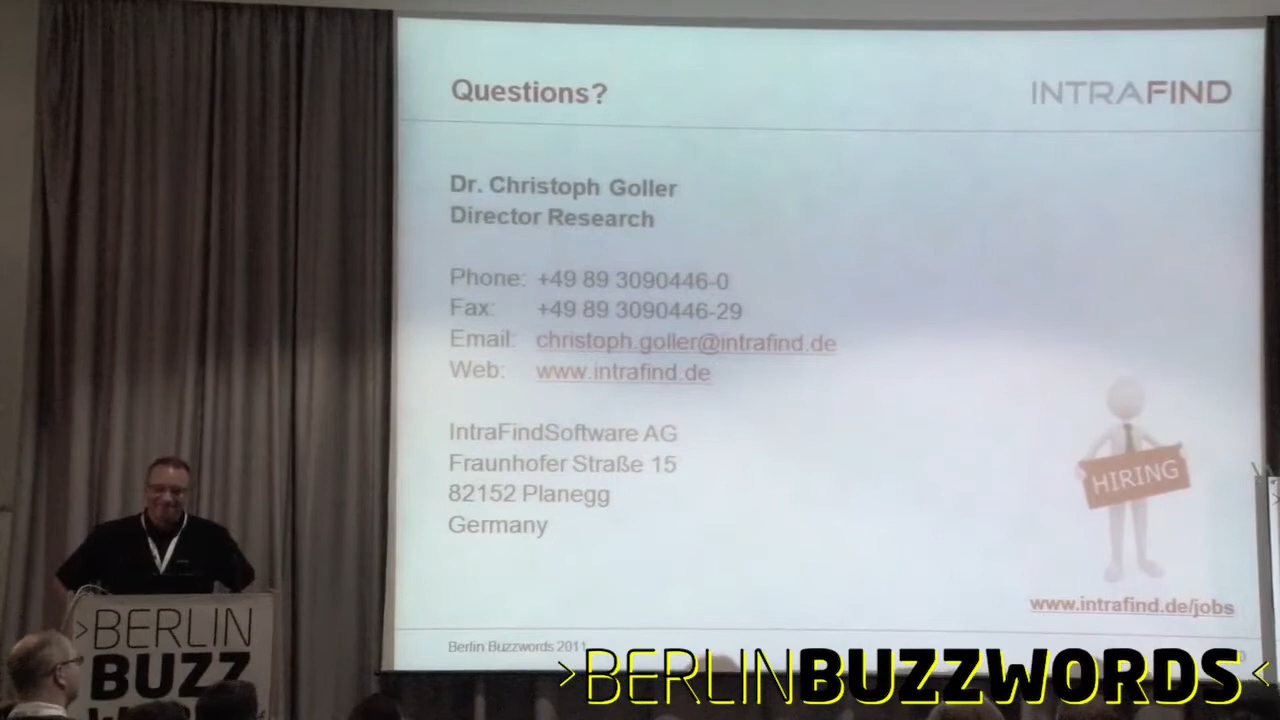 Questions?
INTRAFIND
Dr. Christoph Goller
Director Research
Phone: +49 89 3090446-0
Fax: +49 89 3090446-29
Email: christoph.goller@intrafind.de
Web: www.intrafind.de
IntraFindSoftware AG
Fraunhofer Straße 15
82152 Planegg
Germany
HIRING
www.intrafind.de/jobs
Berlin Buzzwords 2011
>BERLIN
BUZZ
>BERLINBUZZWORDS<